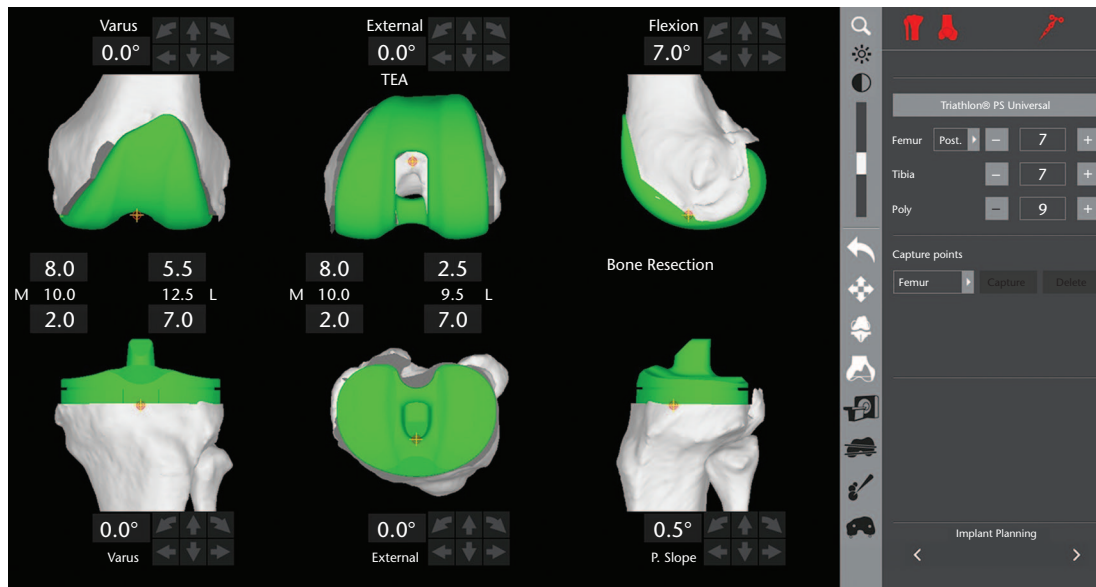 Varus
0.0°
External
0.0°
TEA
Flexion
7.0°
8.0 5.5
M 10.0 12.5 L
2.0 7.0
8.0 2.5
M 10.0 9.5 L
2.0 7.0
Bone Resection
0.0°
Varus
0.0°
External
0.5°
P. Slope
Triathlon® PS Universal
Femur Post. − 7 +
Tibia − 7 +
Poly − 9 +
Capture points
Femur Capture Delete
Implant Planning
< >